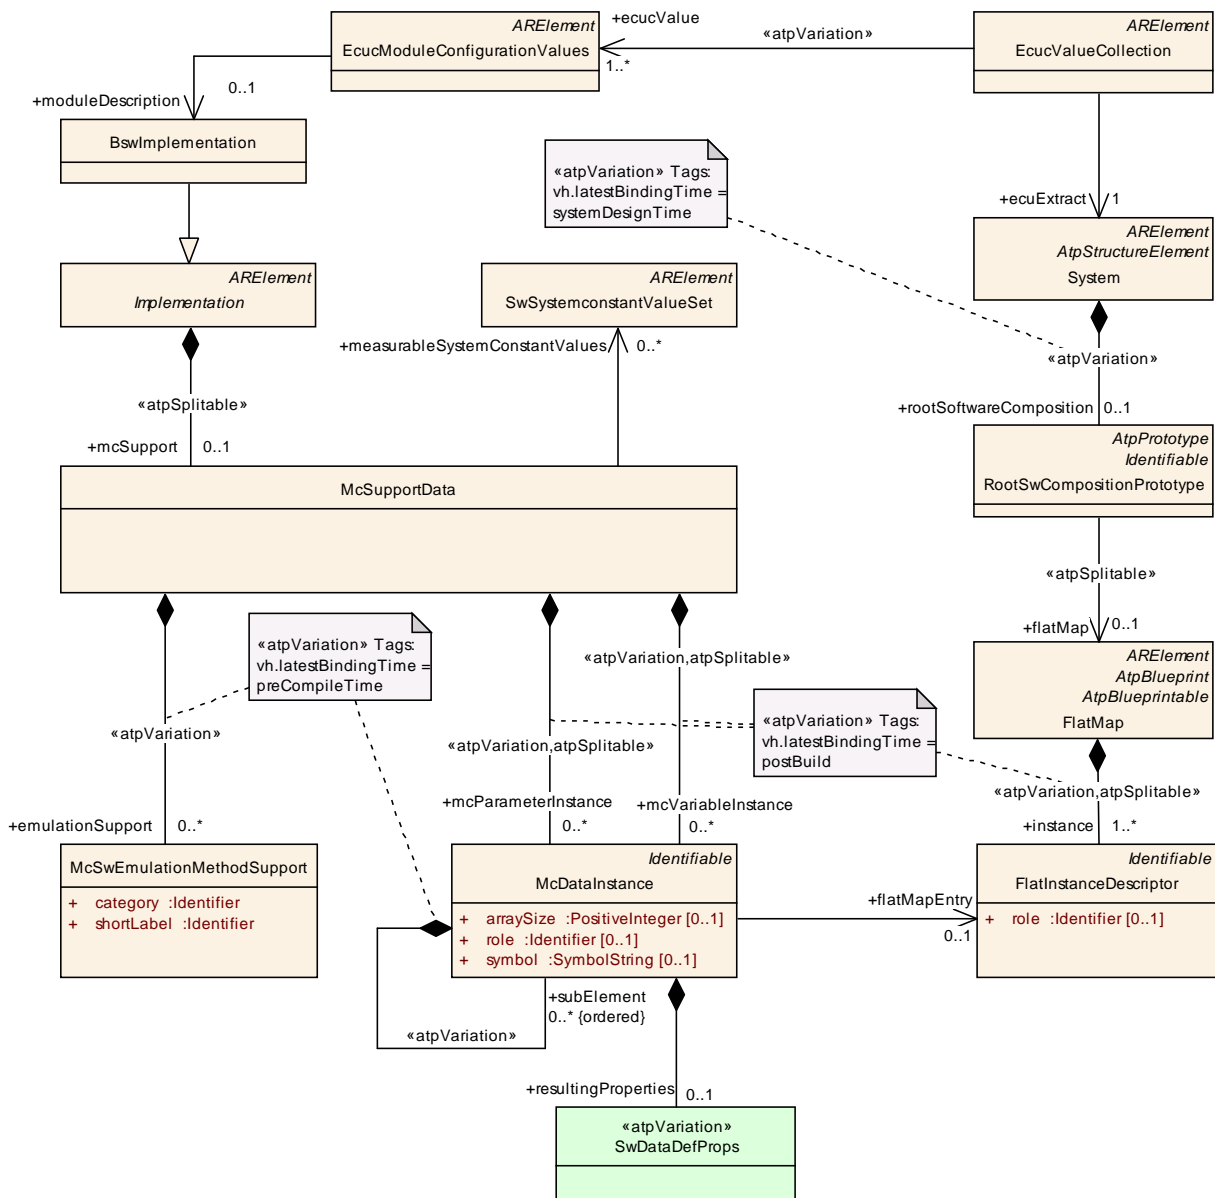 ARElement
EcucModuleConfigurationValues
+ecucValue
1..*
«atpVariation»
ARElement
EcucValueCollection
+moduleDescription
0..1
BswImplementation
«atpVariation» Tags:
vh.latestBindingTime =
systemDesignTime
+ecuExtract
1
ARElement
Implementation
ARElement
SwSystemconstantValueSet
ARElement
AtpStructureElement
System
+measurableSystemConstantValues
0..*
«atpVariation»
«atpSplitable»
+mcSupport
0..1
+rootSoftwareComposition
0..1
AtpPrototype
Identifiable
RootSwCompositionPrototype
McSupportData
«atpSplitable»
+flatMap
0..1
«atpVariation» Tags:
vh.latestBindingTime =
preCompileTime
«atpVariation,atpSplitable»
ARElement
AtpBlueprint
AtpBlueprintable
FlatMap
«atpVariation» Tags:
vh.latestBindingTime =
postBuild
«atpVariation»
«atpVariation,atpSplitable»
«atpVariation,atpSplitable»
+mcParameterInstance
0..*
+mcVariableInstance
0..*
+emulationSupport
0..*
+instance
1..*
McSwEmulationMethodSupport
+ category :Identifier
+ shortLabel :Identifier
Identifiable
McDataInstance
+ arraySize :PositiveInteger [0..1]
+ role :Identifier [0..1]
+ symbol :SymbolString [0..1]
+flatMapEntry
0..1
Identifiable
FlatInstanceDescriptor
+ role :Identifier [0..1]
+subElement
0..* {ordered}
«atpVariation»
+resultingProperties
0..1
«atpVariation»
SwDataDefProps